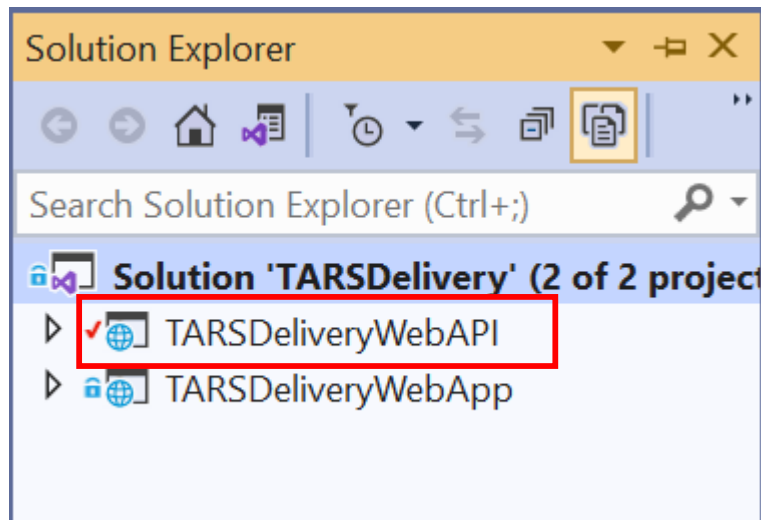 Solution Explorer
Search Solution Explorer (Ctrl+;)
Solution 'TARSDelivery' (2 of 2 project
TARSDeliveryWebAPI
TARSDeliveryWebApp